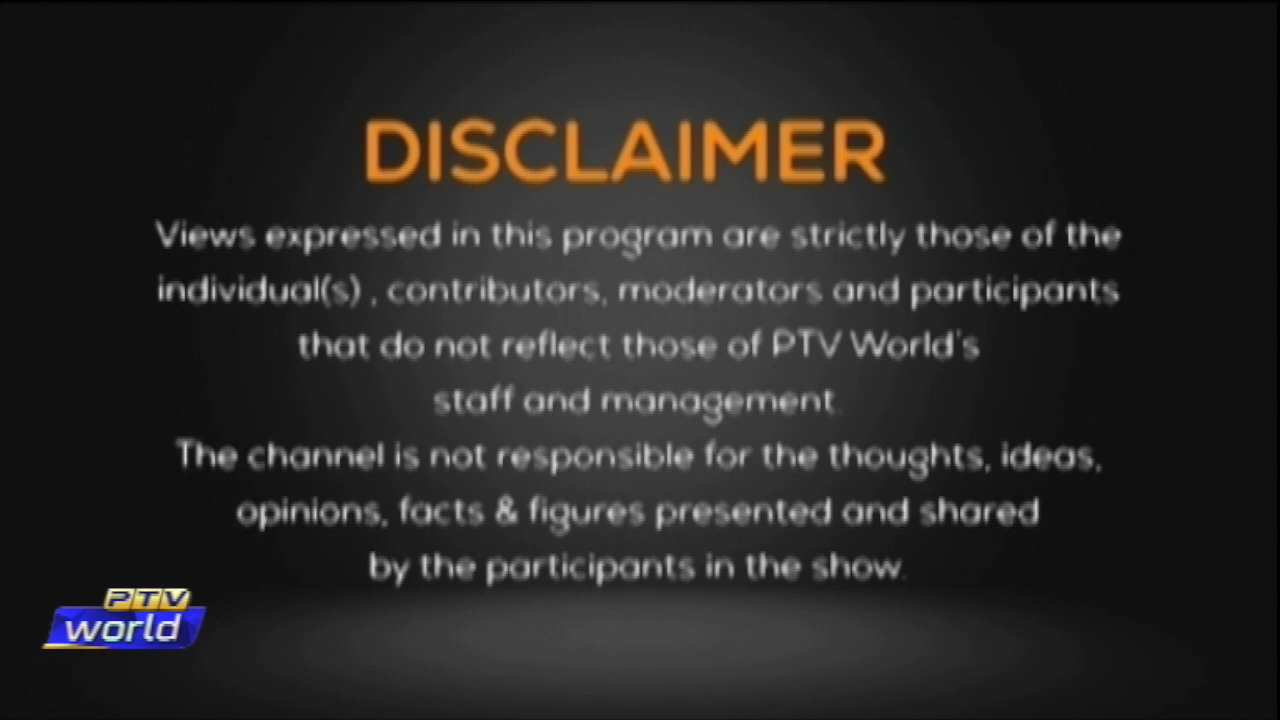 DISCLAIMER
Views expressed in this program are strictly those of the
individual(s) , contributors, moderators and participants
that do not reflect those of PTV World's
staff and management.
The channel is not responsible for the thoughts, ideas,
opinions, facts & figures presented and shared
by the participants in the show.
PTV
world